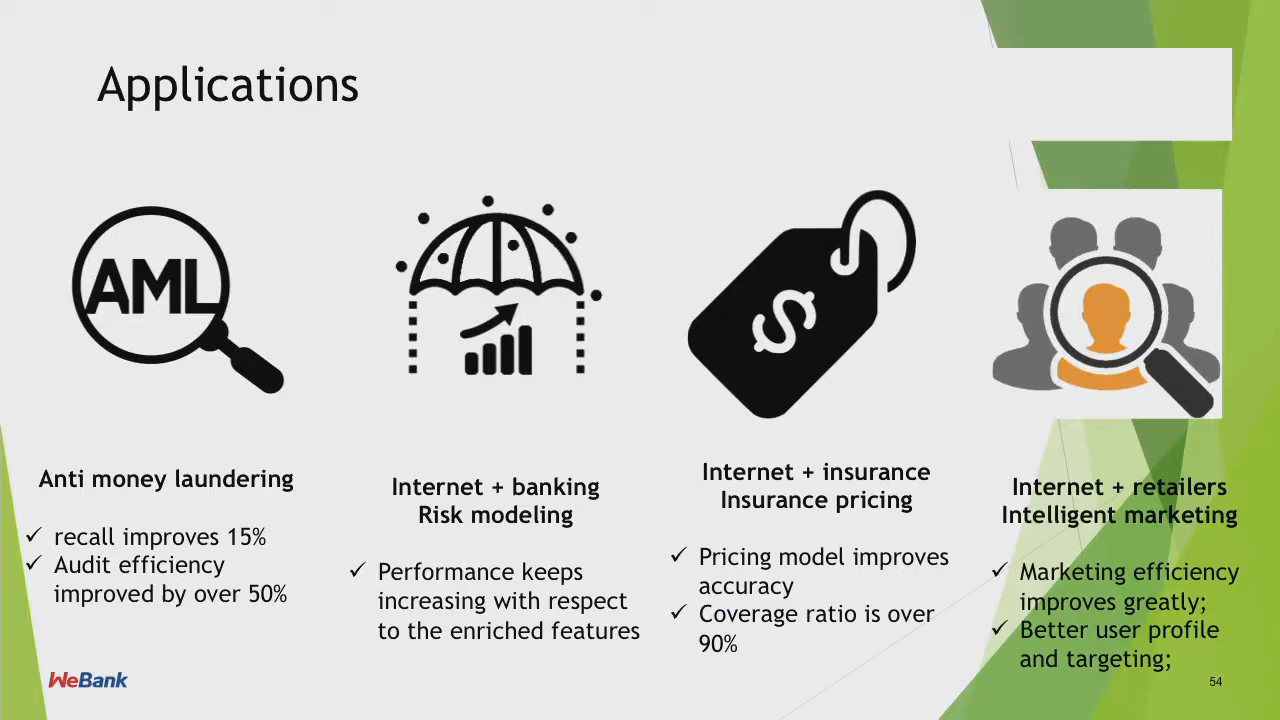 Applications
AML
$
Anti money laundering
✓ recall improves 15%
✓ Audit efficiency
improved by over 50%
Internet + banking
Risk modeling
✓ Performance keeps
increasing with respect
to the enriched features
Internet + insurance
Insurance pricing
✓ Pricing model improves
accuracy
✓ Coverage ratio is over
90%
Internet + retailers
Intelligent marketing
✓ Marketing efficiency
improves greatly;
✓ Better user profile
and targeting;
WeBank
54